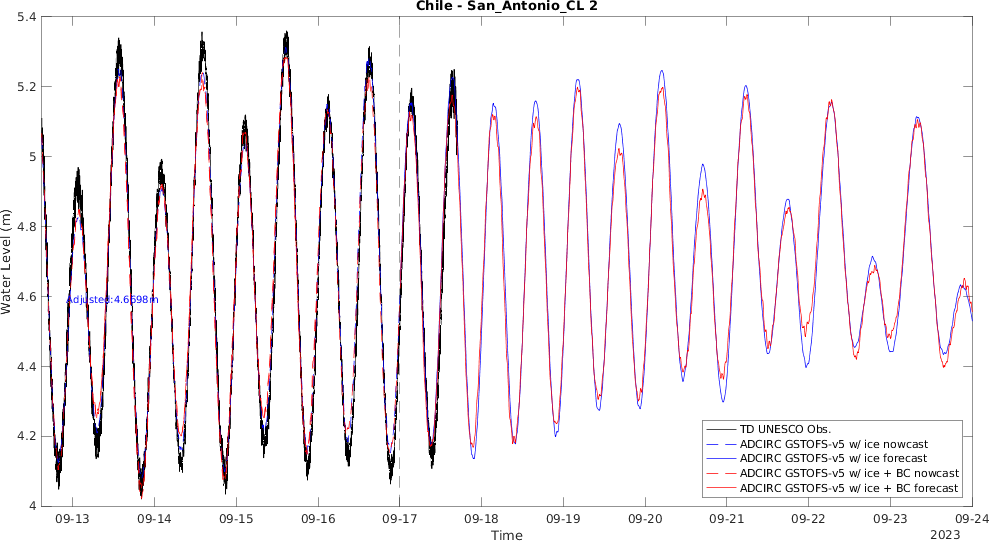 Chile - San_Antonio_CL 2
5.4
5.2
5
4.8
4.6
4.4
4.2
4
Water Level (m)
Adjusted:4.6698m
TD UNESCO Obs.
ADCIRC GSTOFS-v5 w/ ice nowcast
ADCIRC GSTOFS-v5 w/ ice forecast
ADCIRC GSTOFS-v5 w/ ice + BC nowcast
ADCIRC GSTOFS-v5 w/ ice + BC forecast
09-13 09-14 09-15 09-16 09-17 09-18 09-19 09-20 09-21 09-22 09-23 09-24
Time
2023